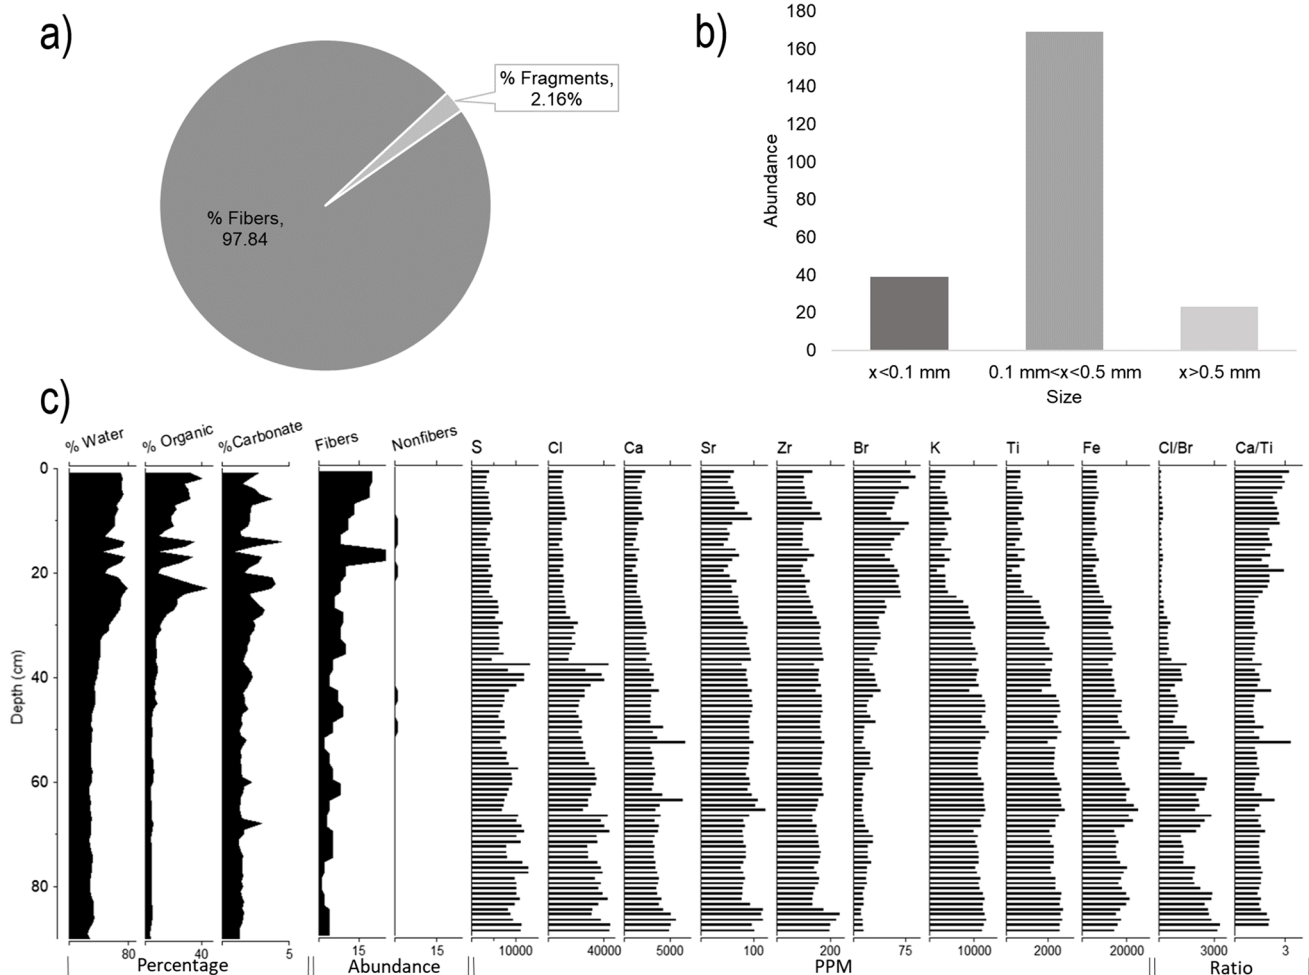 a)
% Fragments,
2.16%
% Fibers,
97.84
b)
180
160
140
120
100
80
60
40
20
0
Abundance
x<0.1 mm 0.1 mm<x<0.5 mm x>0.5 mm
Size
c)
% Water % Organic %Carbonate Fibers Nonfibers S Cl Ca Sr Zr Br K Ti Fe Cl/Br Ca/Ti
0
20
40
60
80
Depth (cm)
80 40 5 15 15 10000 40000 5000 100 200 75 10000 2000 20000 3000 3
Percentage Abundance PPM Ratio